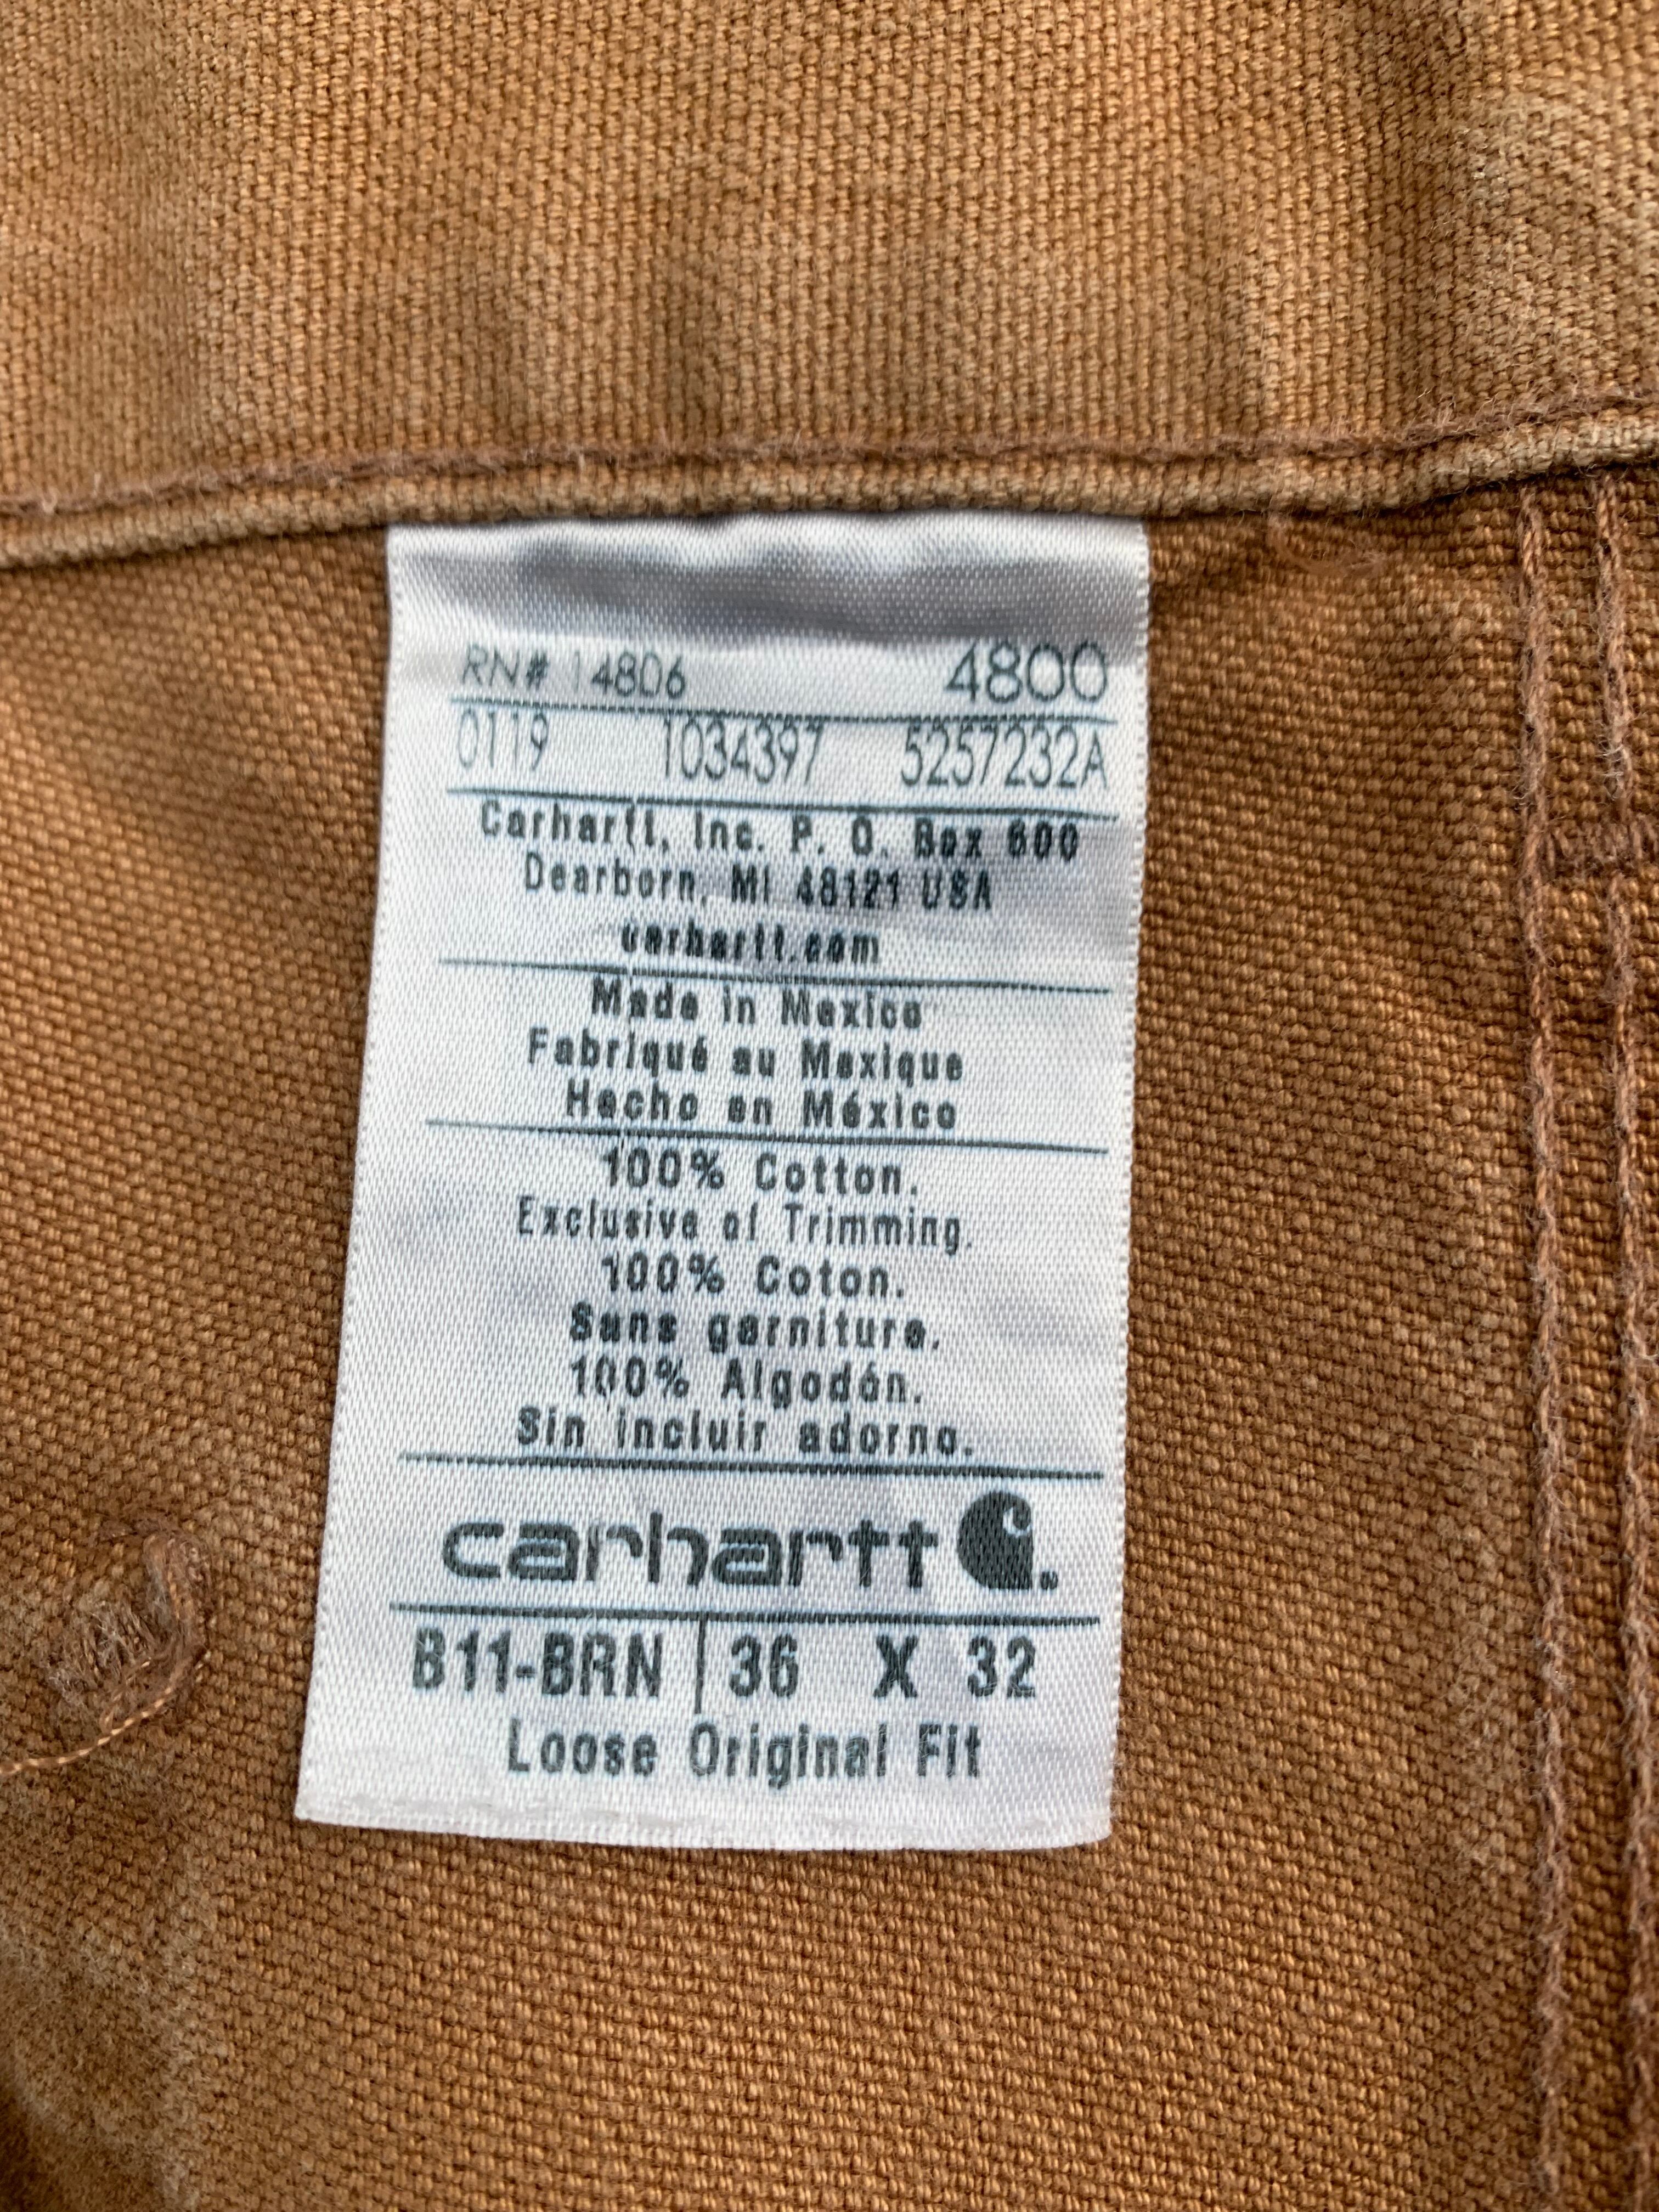 RN# 14806 4800
0119 1034397 5257232A
Carhartt, Inc. P. O. Box 600
Dearborn, MI 48121 USA
carhartt.com
Made in Mexico
Fabriqué au Mexique
Hecho en México
100% Cotton.
Exclusive of Trimming.
100% Coton.
Sans garniture.
100% Algodón.
Sin incluir adorno.
carhartt
B11-BRN 36 X 32
Loose Original Fit